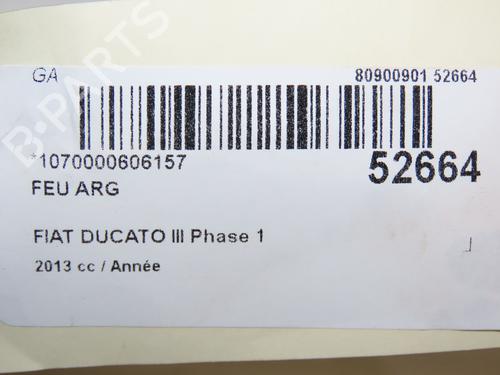 GA 80900901 52664
*1070000606157 52664
FEU ARG
FIAT DUCATO III Phase 1
2013 cc / Année
B-PARTS